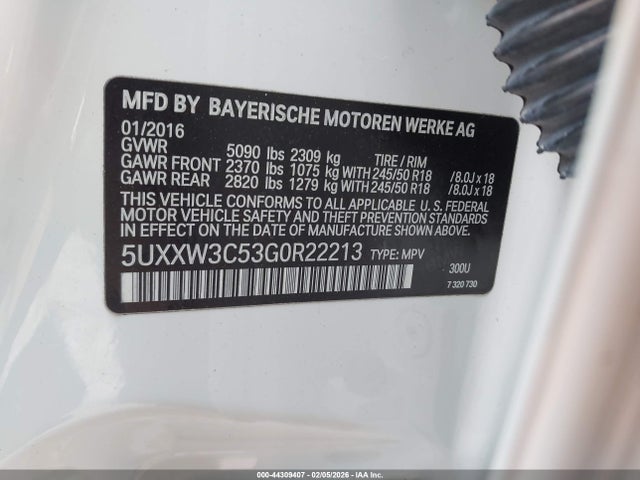 MFD BY BAYERISCHE MOTOREN WERKE AG
01/2016
GVWR 5090 lbs 2309 kg TIRE / RIM
GAWR FRONT 2370 lbs 1075 kg WITH 245/50 R18 /8.0J x 18
GAWR REAR 2820 lbs 1279 kg WITH 245/50 R18 /8.0J x 18
THIS VEHICLE CONFORMS TO ALL APPLICABLE U. S. FEDERAL
MOTOR VEHICLE SAFETY, BUMPER, AND THEFT PREVENTION STANDARDS
IN EFFECT ON THE DATE OF MANUFACTURE SHOWN ABOVE.
5UXXW3C53G0R22213 TYPE: MPV
300U
7 320 730
000-44309407 - 02/05/2026 - IAAI.com